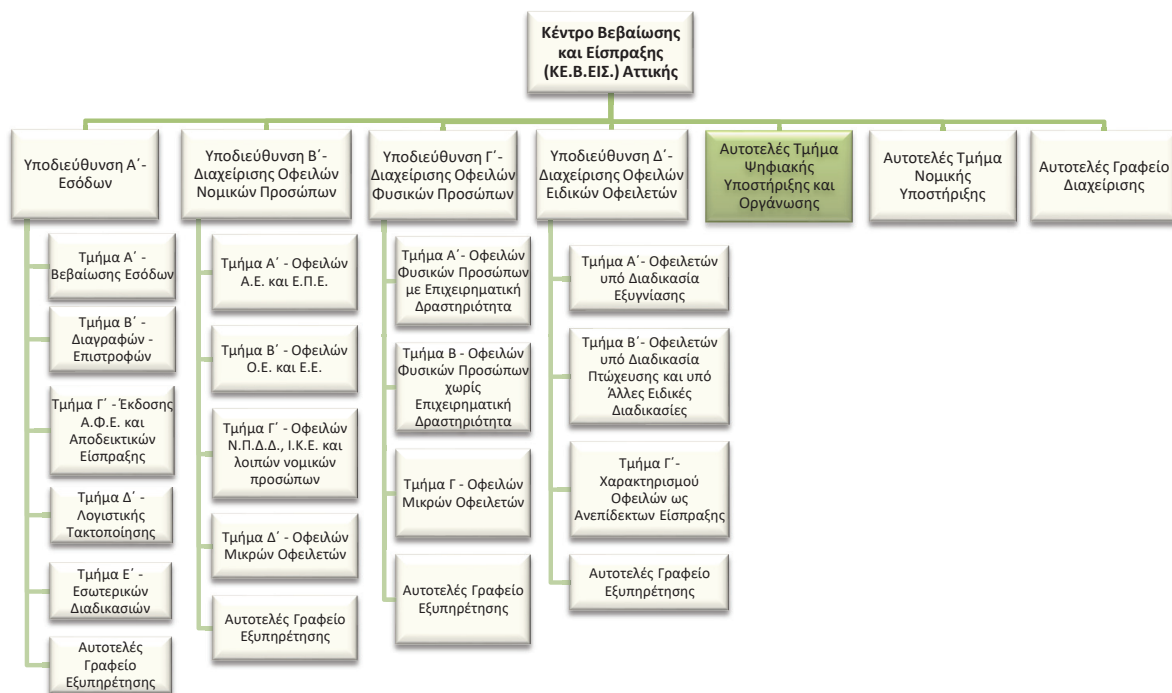 Κέντρο Βεβαίωσης
και Είσπραξης
(ΚΕ.Β.ΕΙΣ.) Αττικής
Υποδιεύθυνση Α΄-
Εσόδων
Υποδιεύθυνση Β΄-
Διαχείρισης Οφειλών
Νομικών Προσώπων
Υποδιεύθυνση Γ΄-
Διαχείρισης Οφειλών
Φυσικών Προσώπων
Υποδιεύθυνση Δ΄-
Διαχείρισης Οφειλών
Ειδικών Οφειλετών
Αυτοτελές Τμήμα
Ψηφιακής
Υποστήριξης και
Οργάνωσης
Αυτοτελές Τμήμα
Νομικής
Υποστήριξης
Αυτοτελές Γραφείο
Διαχείρισης
Τμήμα Α΄ -
Βεβαίωσης Εσόδων
Τμήμα Β΄ -
Διαγραφών -
Επιστροφών
Τμήμα Γ΄ - Έκδοσης
Α.Φ.Ε. και
Αποδεικτικών
Είσπραξης
Τμήμα Δ΄ -
Λογιστικής
Τακτοποίησης
Τμήμα Ε΄ -
Εσωτερικών
Διαδικασιών
Αυτοτελές
Γραφείο
Εξυπηρέτησης
Τμήμα Α΄ - Οφειλών
Α.Ε. και Ε.Π.Ε.
Τμήμα Β΄ - Οφειλών
Ο.Ε. και Ε.Ε.
Τμήμα Γ΄ - Οφειλών
Ν.Π.Δ.Δ., Ι.Κ.Ε. και
λοιπών νομικών
προσώπων
Τμήμα Δ΄ - Οφειλών
Μικρών Οφειλετών
Αυτοτελές Γραφείο
Εξυπηρέτησης
Τμήμα Α΄- Οφειλών
Φυσικών Προσώπων
με Επιχειρηματική
Δραστηριότητα
Τμήμα Β - Οφειλών
Φυσικών Προσώπων
χωρίς
Επιχειρηματική
Δραστηριότητα
Τμήμα Γ - Οφειλών
Μικρών Οφειλετών
Αυτοτελές Γραφείο
Εξυπηρέτησης
Τμήμα Α΄- Οφειλετών
υπό Διαδικασία
Εξυγνίασης
Τμήμα Β΄- Οφειλετών
υπό Διαδικασία
Πτώχευσης και υπό
Άλλες Ειδικές
Διαδικασίες
Τμήμα Γ΄-
Χαρακτηρισμού
Οφειλών ως
Ανεπίδεκτων Είσπραξης
Αυτοτελές Γραφείο
Εξυπηρέτησης